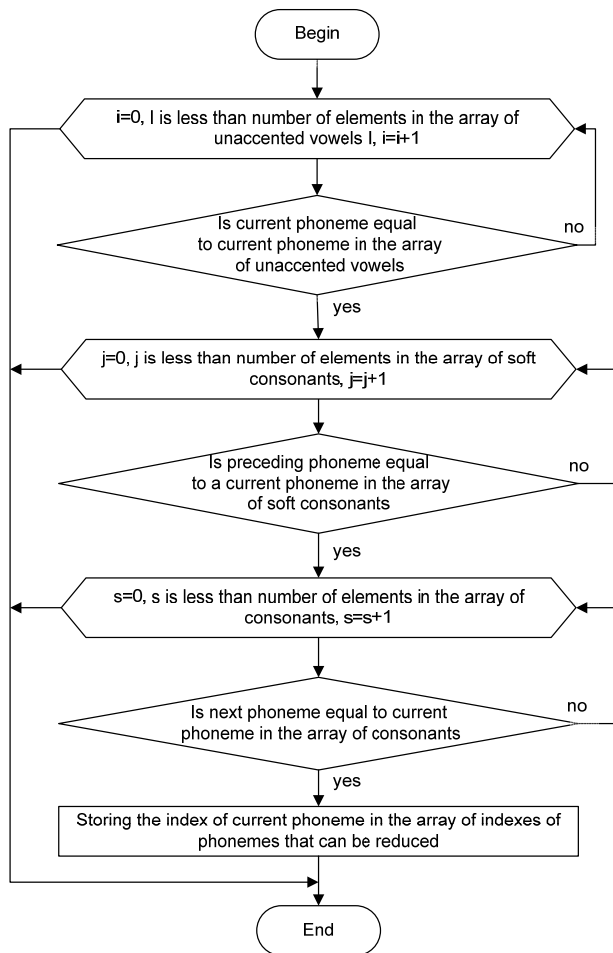 Begin
i=0, I is less than number of elements in the array of
unaccented vowels I, i=i+1
Is current phoneme equal
to current phoneme in the array
of unaccented vowels
no
yes
j=0, j is less than number of elements in the array of soft
consonants, j=j+1
Is preceding phoneme equal
to a current phoneme in the array
of soft consonants
no
yes
s=0, s is less than number of elements in the array of
consonants, s=s+1
Is next phoneme equal to current
phoneme in the array of consonants
no
yes
Storing the index of current phoneme in the array of indexes of
phonemes that can be reduced
End